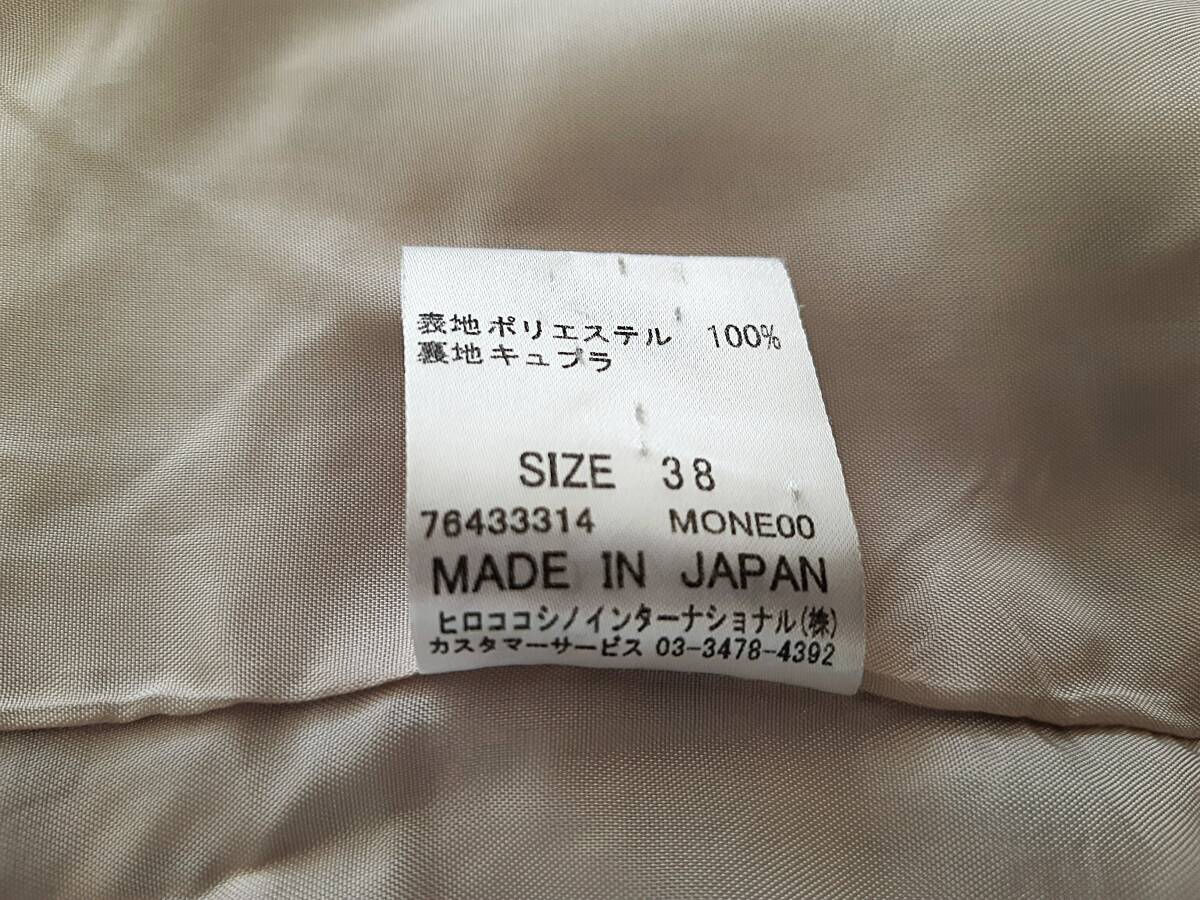 表地ポリエステル 100%
裏地キュプラ
SIZE 38
76433314 MONE00
MADE IN JAPAN
ヒロココシノインターナショナル(株)
カスタマーサービス 03-3478-4392